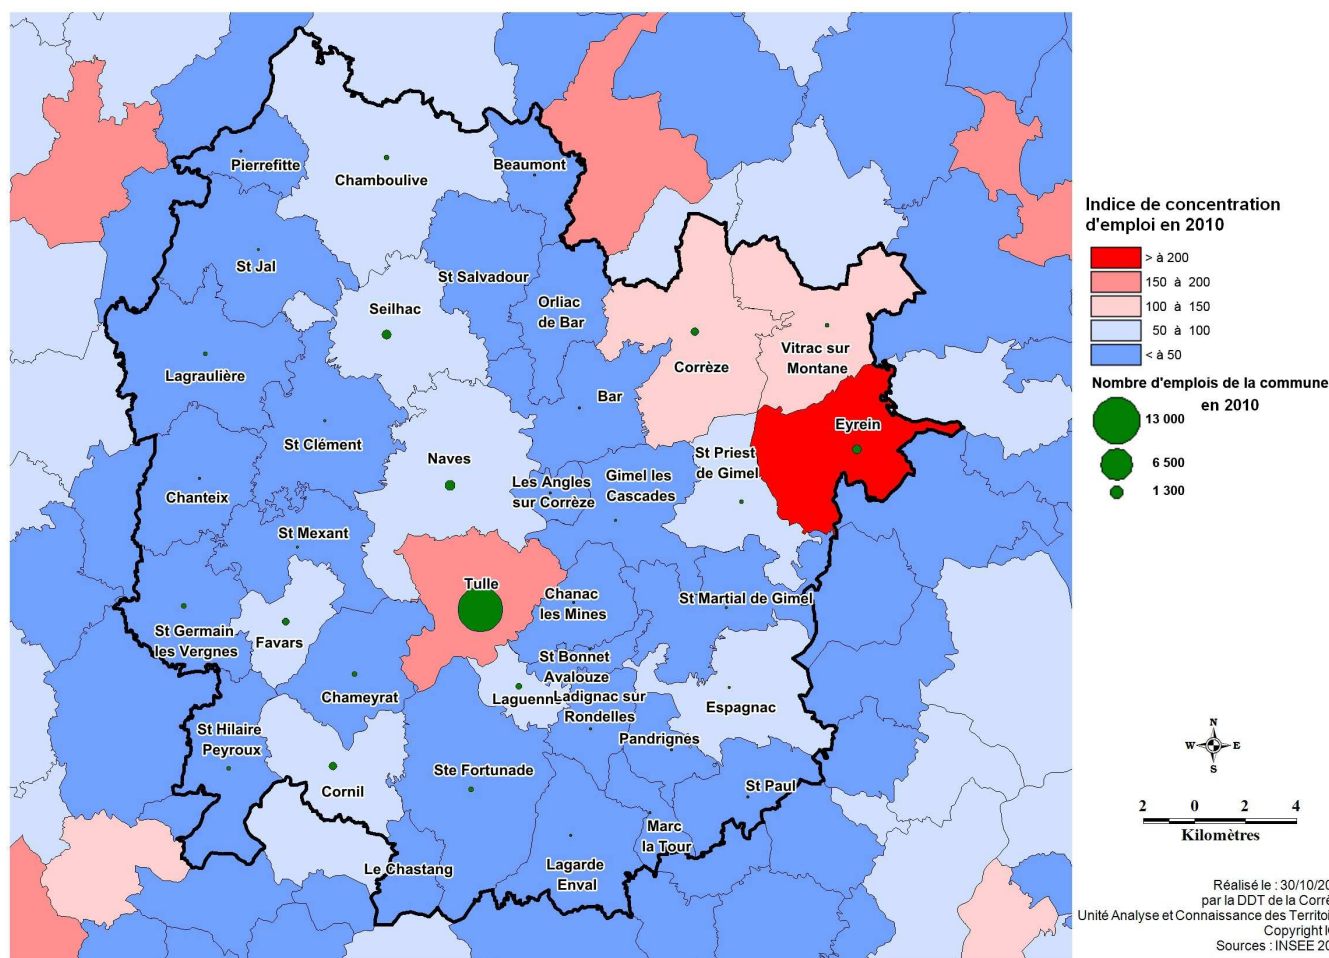 Pierrefitte
Chamboulive
Beaumont
St Jal
St Salvadour
Seilhac
Orliac
de Bar
Lagraulière
Corrèze
Vitrac sur
Montane
Bar
St Clément
Eyrein
Naves
St Priest
de Gimel
Chanteix
Les Angles
sur Corrèze
Gimel les
Cascades
St Mexant
Tulle
Chanac
les Mines
St Martial de Gimel
St Germain
les Vergnes
Favars
St Bonnet
Avalouze
Chameyrat
Laguenne
Ladignac sur
Rondelles
Espagnac
St Hilaire
Peyroux
Pandrignes
Ste Fortunade
Cornil
St Paul
Marc
la Tour
Le Chastang
Lagarde
Enval
Indice de concentration
d'emploi en 2010
> à 200
150 à 200
100 à 150
50 à 100
< à 50
Nombre d'emplois de la commune
en 2010
13 000
6 500
1 300
N
W E
S
2 0 2 4
Kilomètres
Réalisé le : 30/10/20
par la DDT de la Corrè
Unité Analyse et Connaissance des Territoi
Copyright I
Sources : INSEE 20